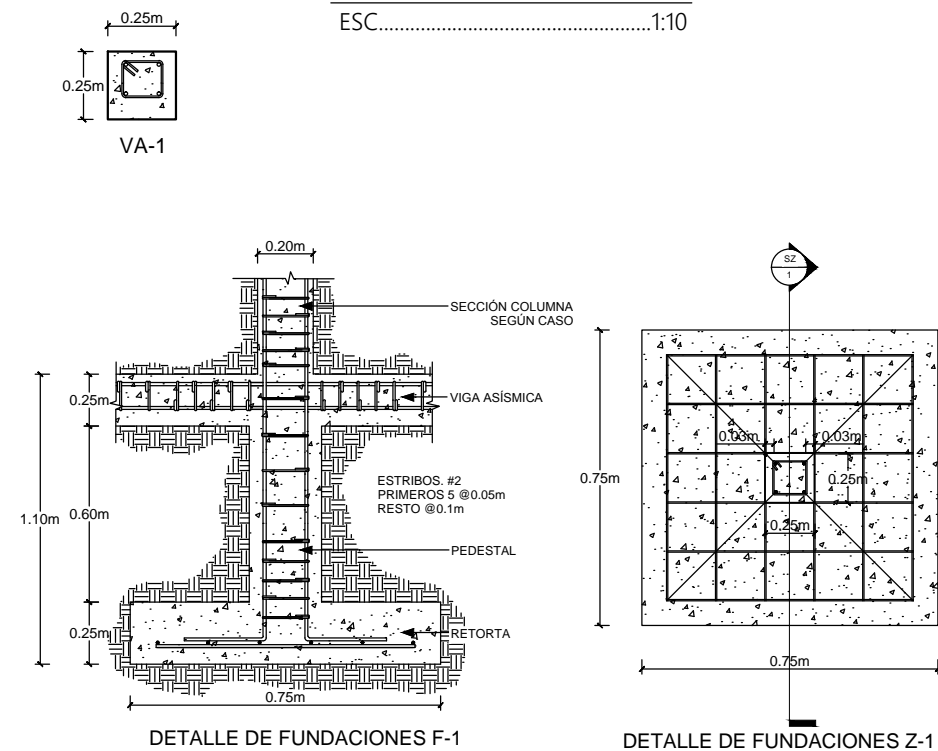 ESC..................................................1:10
0.25m
0.25m
VA-1
0.20m
SECCIÓN COLUMNA
SEGÚN CASO
0.25m
VIGA ASÍSMICA
ESTRIBOS. #2
PRIMEROS 5 @0.05m
RESTO @0.1m
1.10m
0.60m
PEDESTAL
0.25m
RETORTA
0.75m
DETALLE DE FUNDACIONES F-1
SZ
1
0.03m
0.03m
0.75m
0.25m
0.25m
0.75m
DETALLE DE FUNDACIONES Z-1